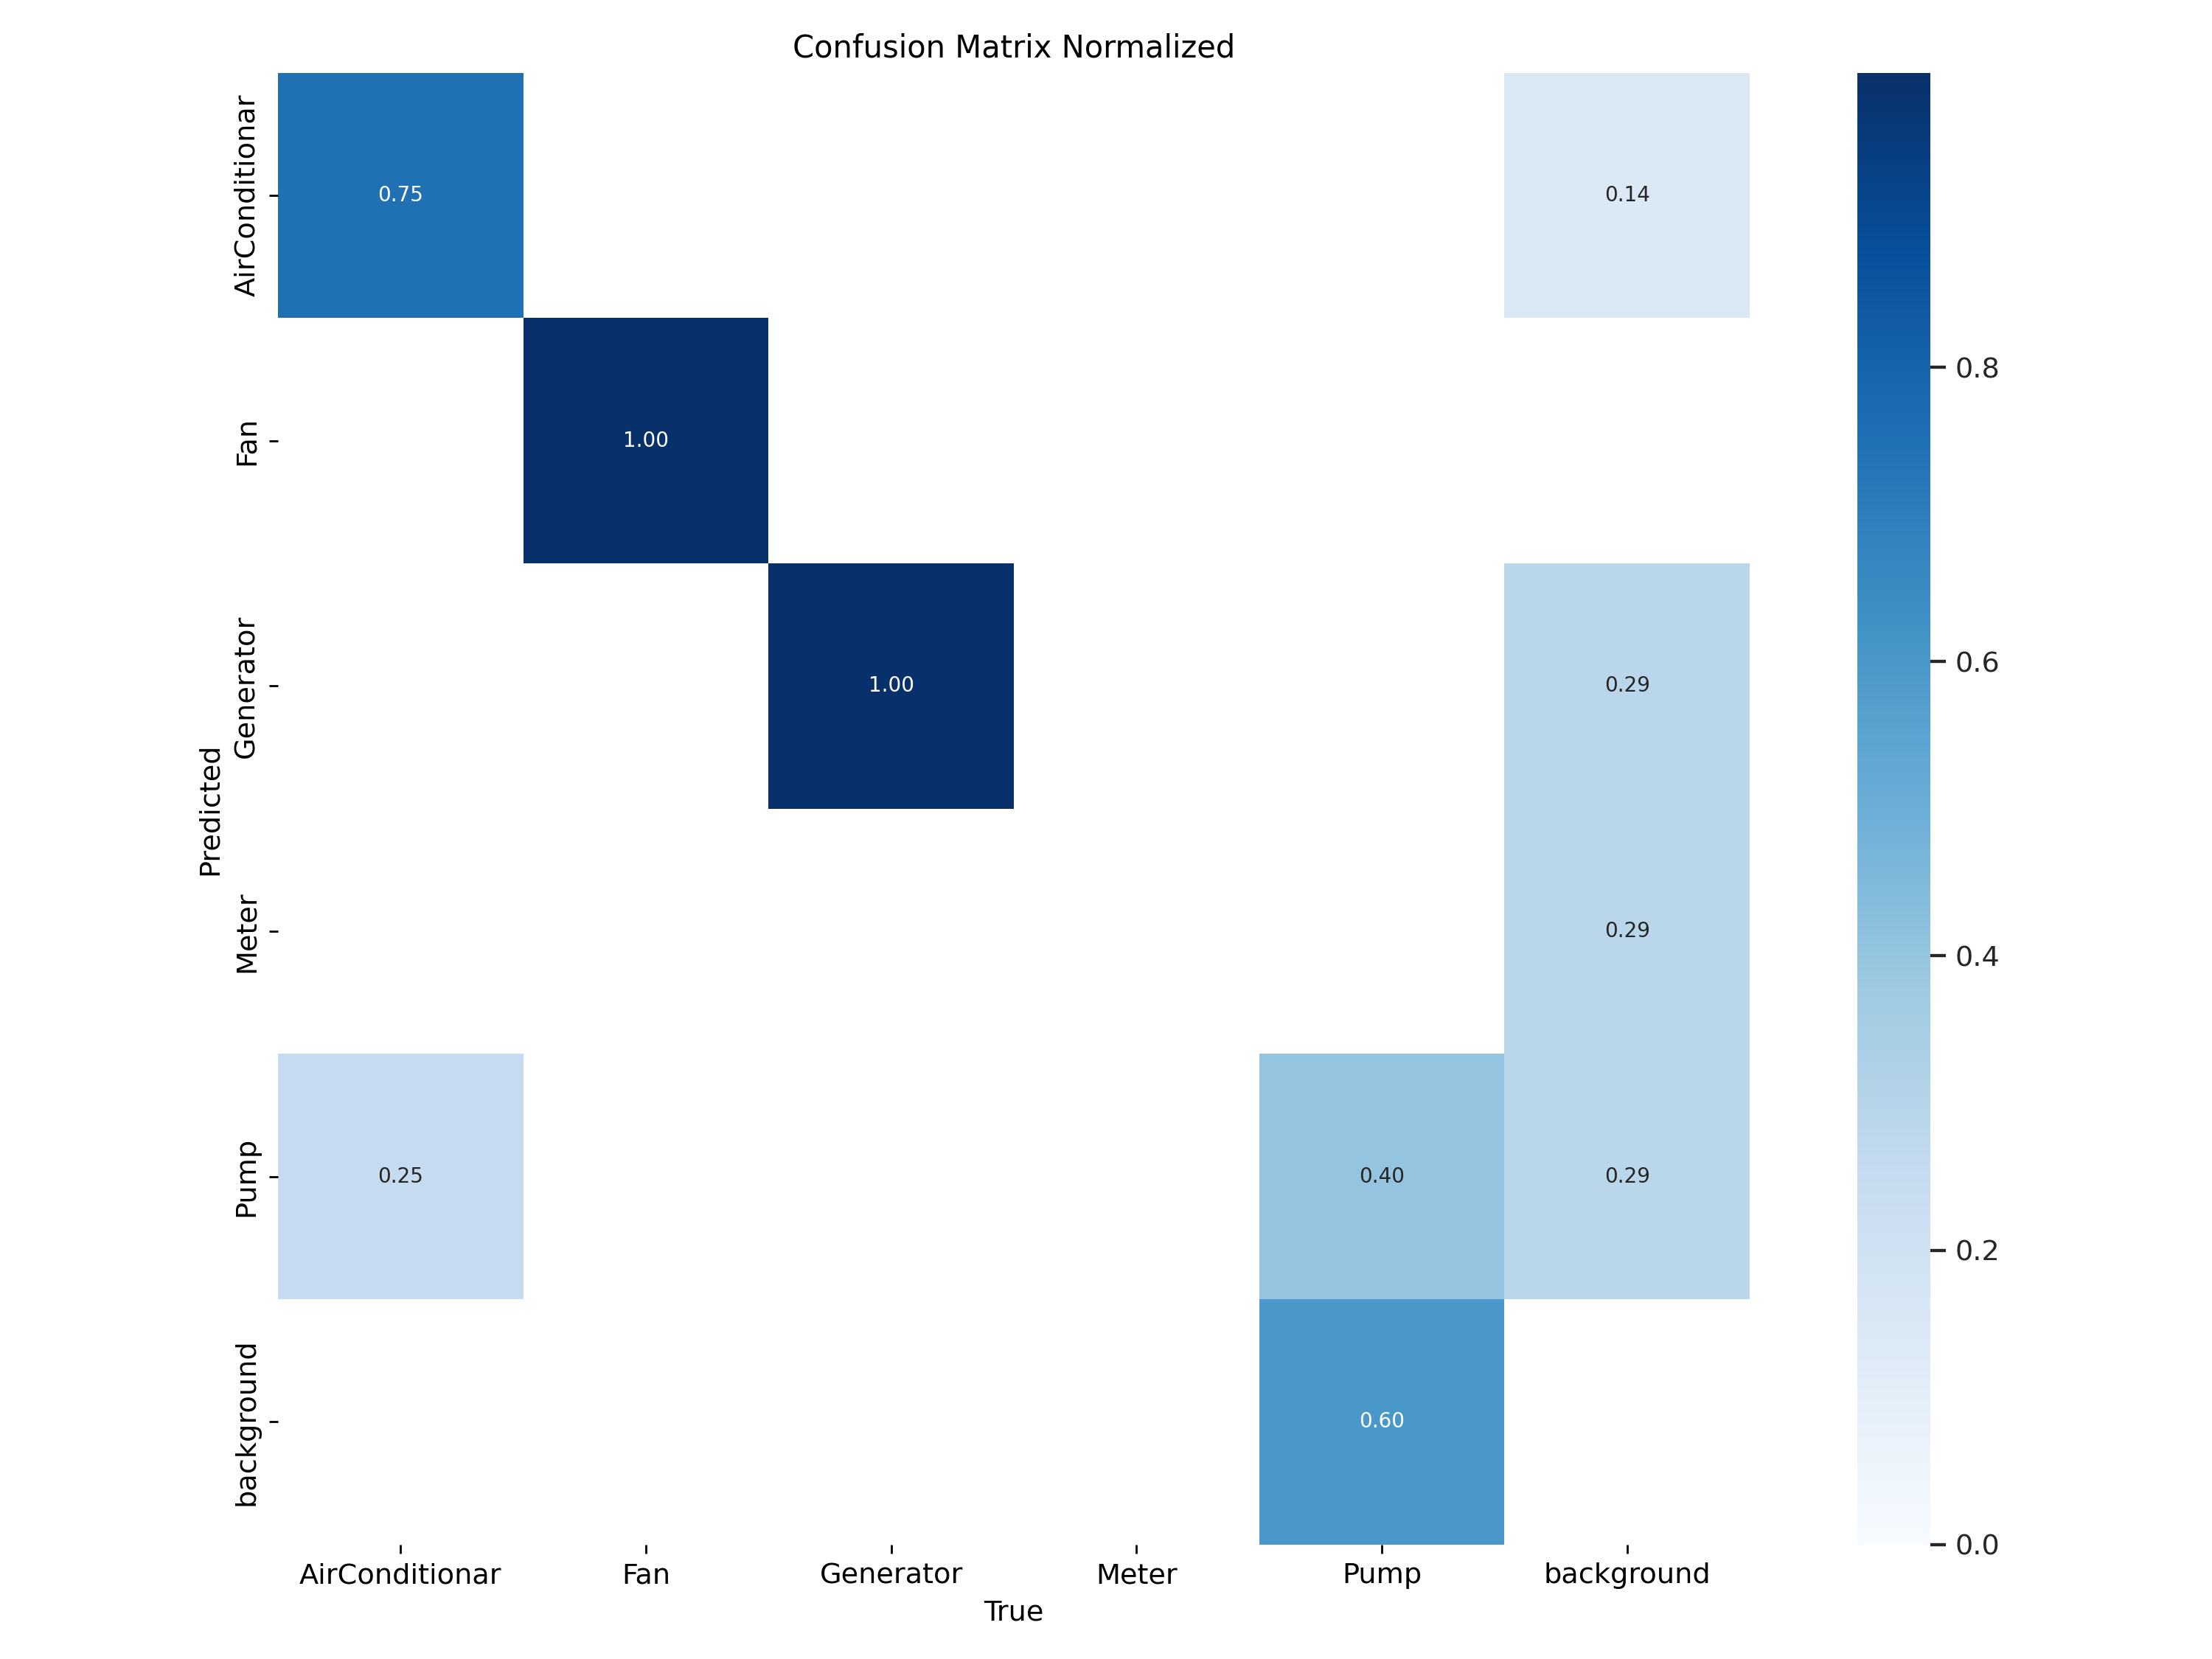 Confusion Matrix Normalized
AirConditionar
0.75
0.14
0.8
Fan
1.00
0.6
Generator
1.00
0.29
Predicted
Meter
0.29
0.4
Pump
0.25
0.40
0.29
0.2
background
0.60
0.0
AirConditionar Fan Generator Meter Pump background
True